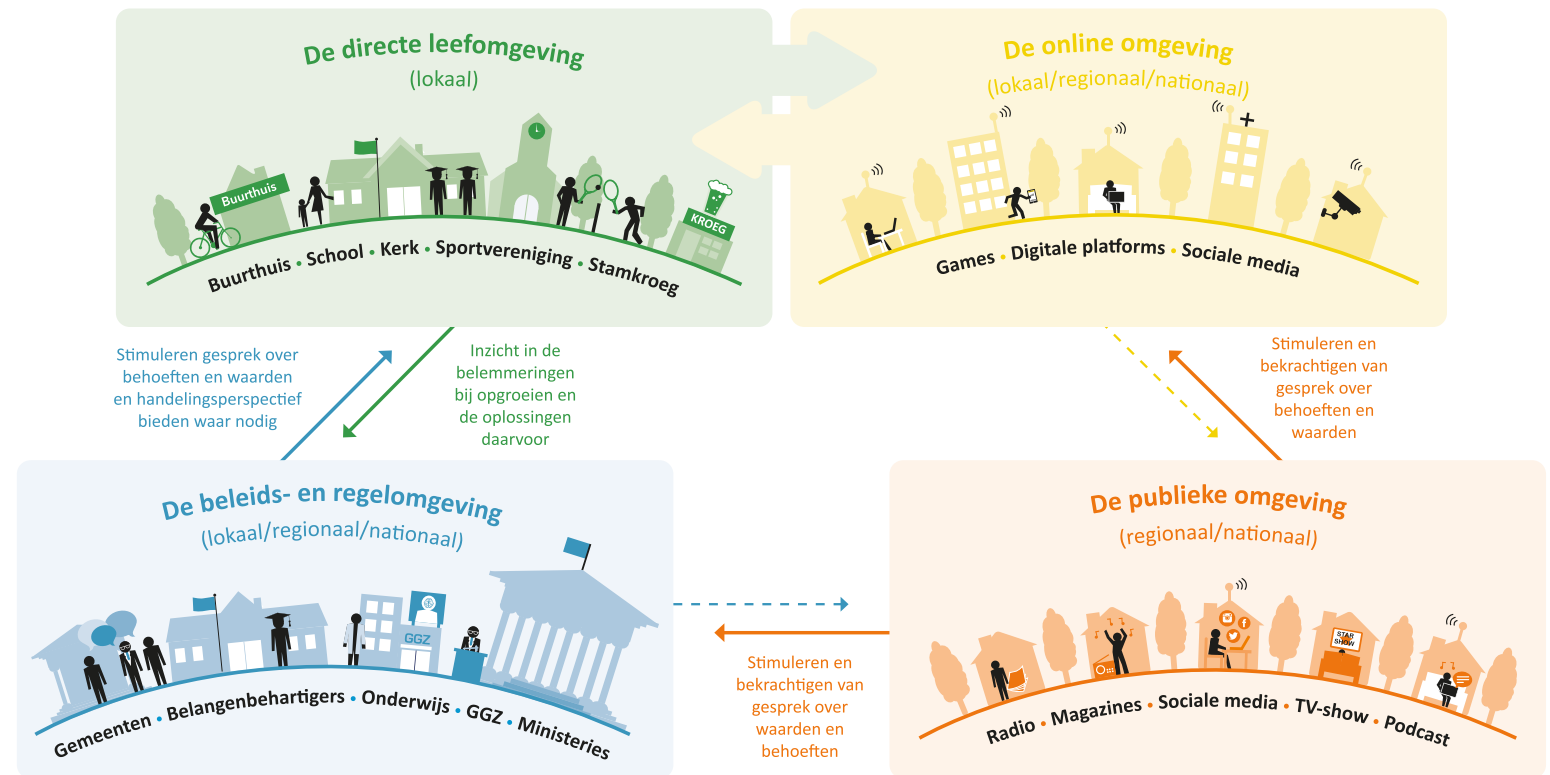 De directe leefomgeving
(lokaal)
Buurthuis
KROEG
Buurthuis • School • Kerk • Sportvereniging • Stamkroeg
De online omgeving
(lokaal/regionaal/nationaal)
Games • Digitale platforms • Sociale media
Stimuleren gesprek over
behoeften en waarden
en handelingsperspectief
bieden waar nodig
Inzicht in de
belemmeringen
bij opgroeien en
de oplossingen
daarvoor
Stimuleren en
bekrachtigen van
gesprek over
behoeften en
waarden
De beleids- en regelomgeving
(lokaal/regionaal/nationaal)
GGZ
Gemeenten • Belangenbehartigers • Onderwijs • GGZ • Ministeries
Stimuleren en
bekrachtigen van
gesprek over
waarden en
behoeften
De publieke omgeving
(regionaal/nationaal)
STAR
SHOW
Radio • Magazines • Sociale media • TV-show • Podcast